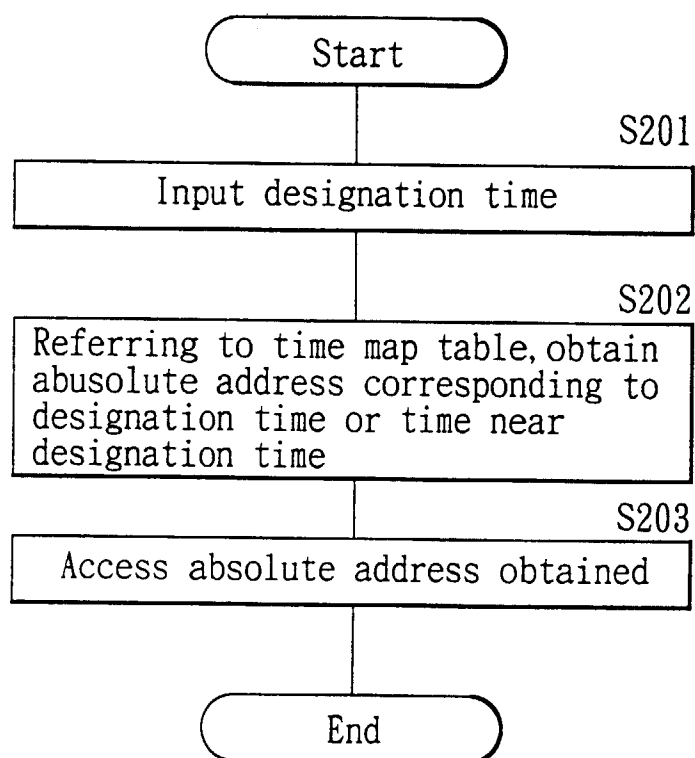 Start
S201
Input designation time
S202
Referring to time map table, obtain
abusolute address corresponding to
designation time or time near
designation time
S203
Access absolute address obtained
End